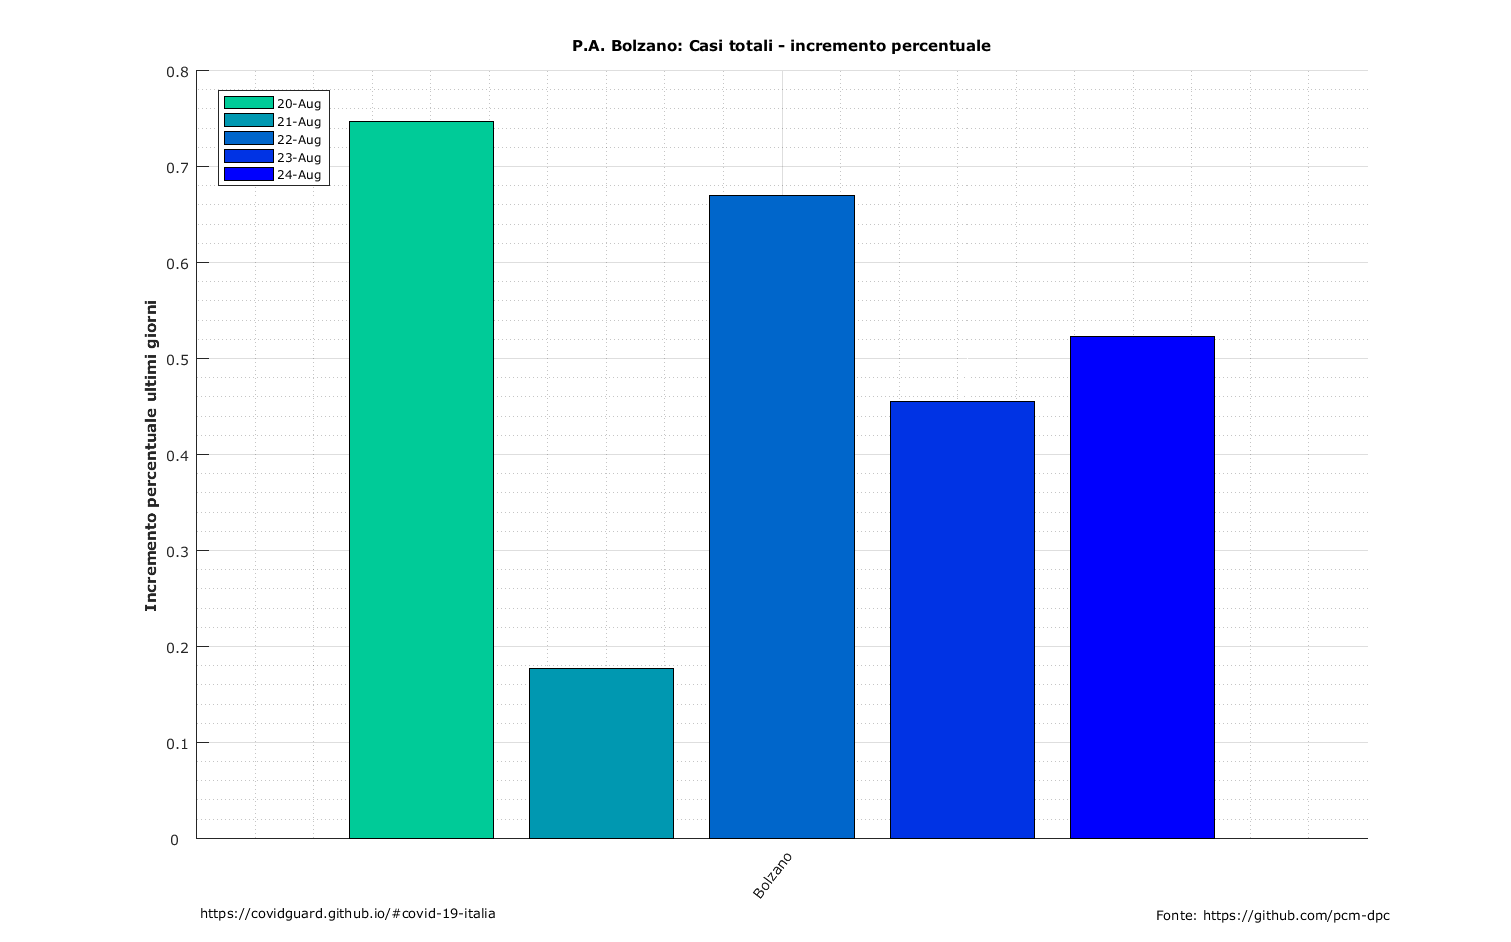 P.A. Bolzano: Casi totali - incremento percentuale
20-Aug
21-Aug
22-Aug
23-Aug
24-Aug
0.8
0.7
0.6
0.5
0.4
0.3
0.2
0.1
0
Incremento percentuale ultimi giorni
Bolzano
https://covidguard.github.io/#covid-19-italia
Fonte: https://github.com/pcm-dpc